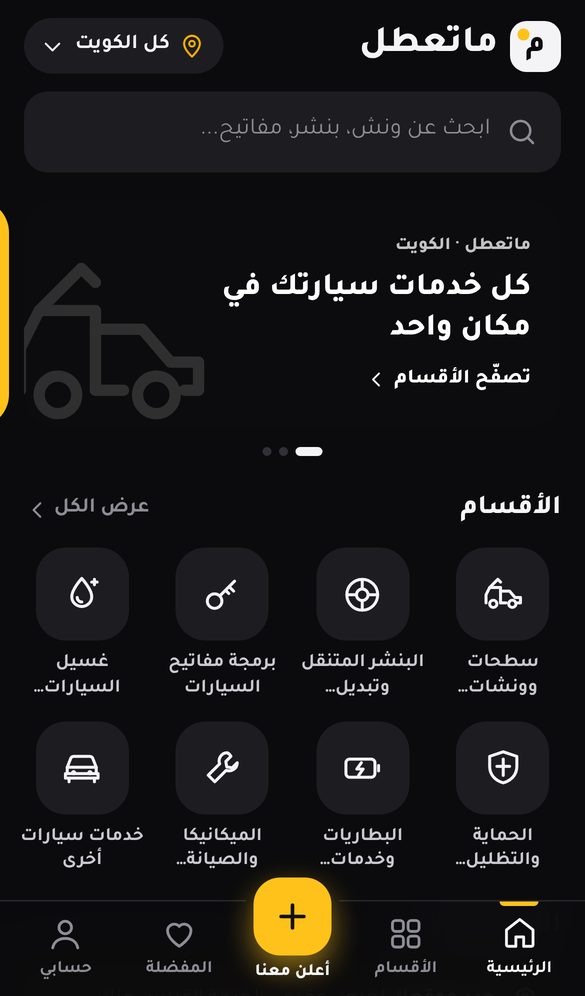 م
ماتعطل
كل الكويت
ابحث عن ونش، بنشر، مفاتيح...
ماتعطل · الكويت
كل خدمات سيارتك في
مكان واحد
تصفّح الأقسام
الأقسام
عرض الكل
سطحات
وونشات...
البنشر المتنقل
وتبديل...
برمجة مفاتيح
السيارات
غسيل
السيارات...
الحماية
والتظليل...
البطاريات
وخدمات...
الميكانيكا
والصيانة...
خدمات سيارات
أخرى
الرئيسية
الأقسام
أعلن معنا
المفضلة
حسابي